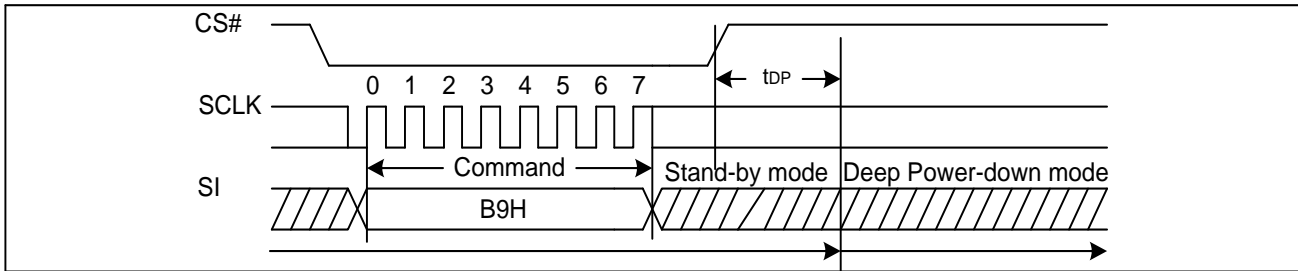 CS#
tDP
0 1 2 3 4 5 6 7
SCLK
Command
Stand-by mode Deep Power-down mode
SI
B9H